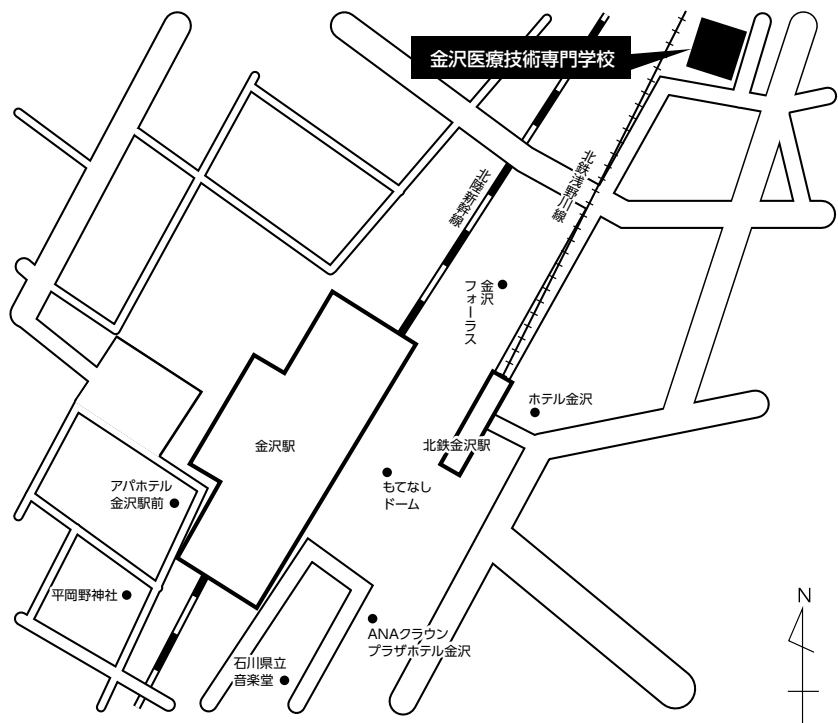 金沢医療技術専門学校
北陸新幹線
北鉄浅野川線
金沢
フォーラス
ホテル金沢
金沢駅
北鉄金沢駅
もてなし
ドーム
アパホテル
金沢駅前
平岡野神社
N
ANAクラウン
プラザホテル金沢
石川県立
音楽堂